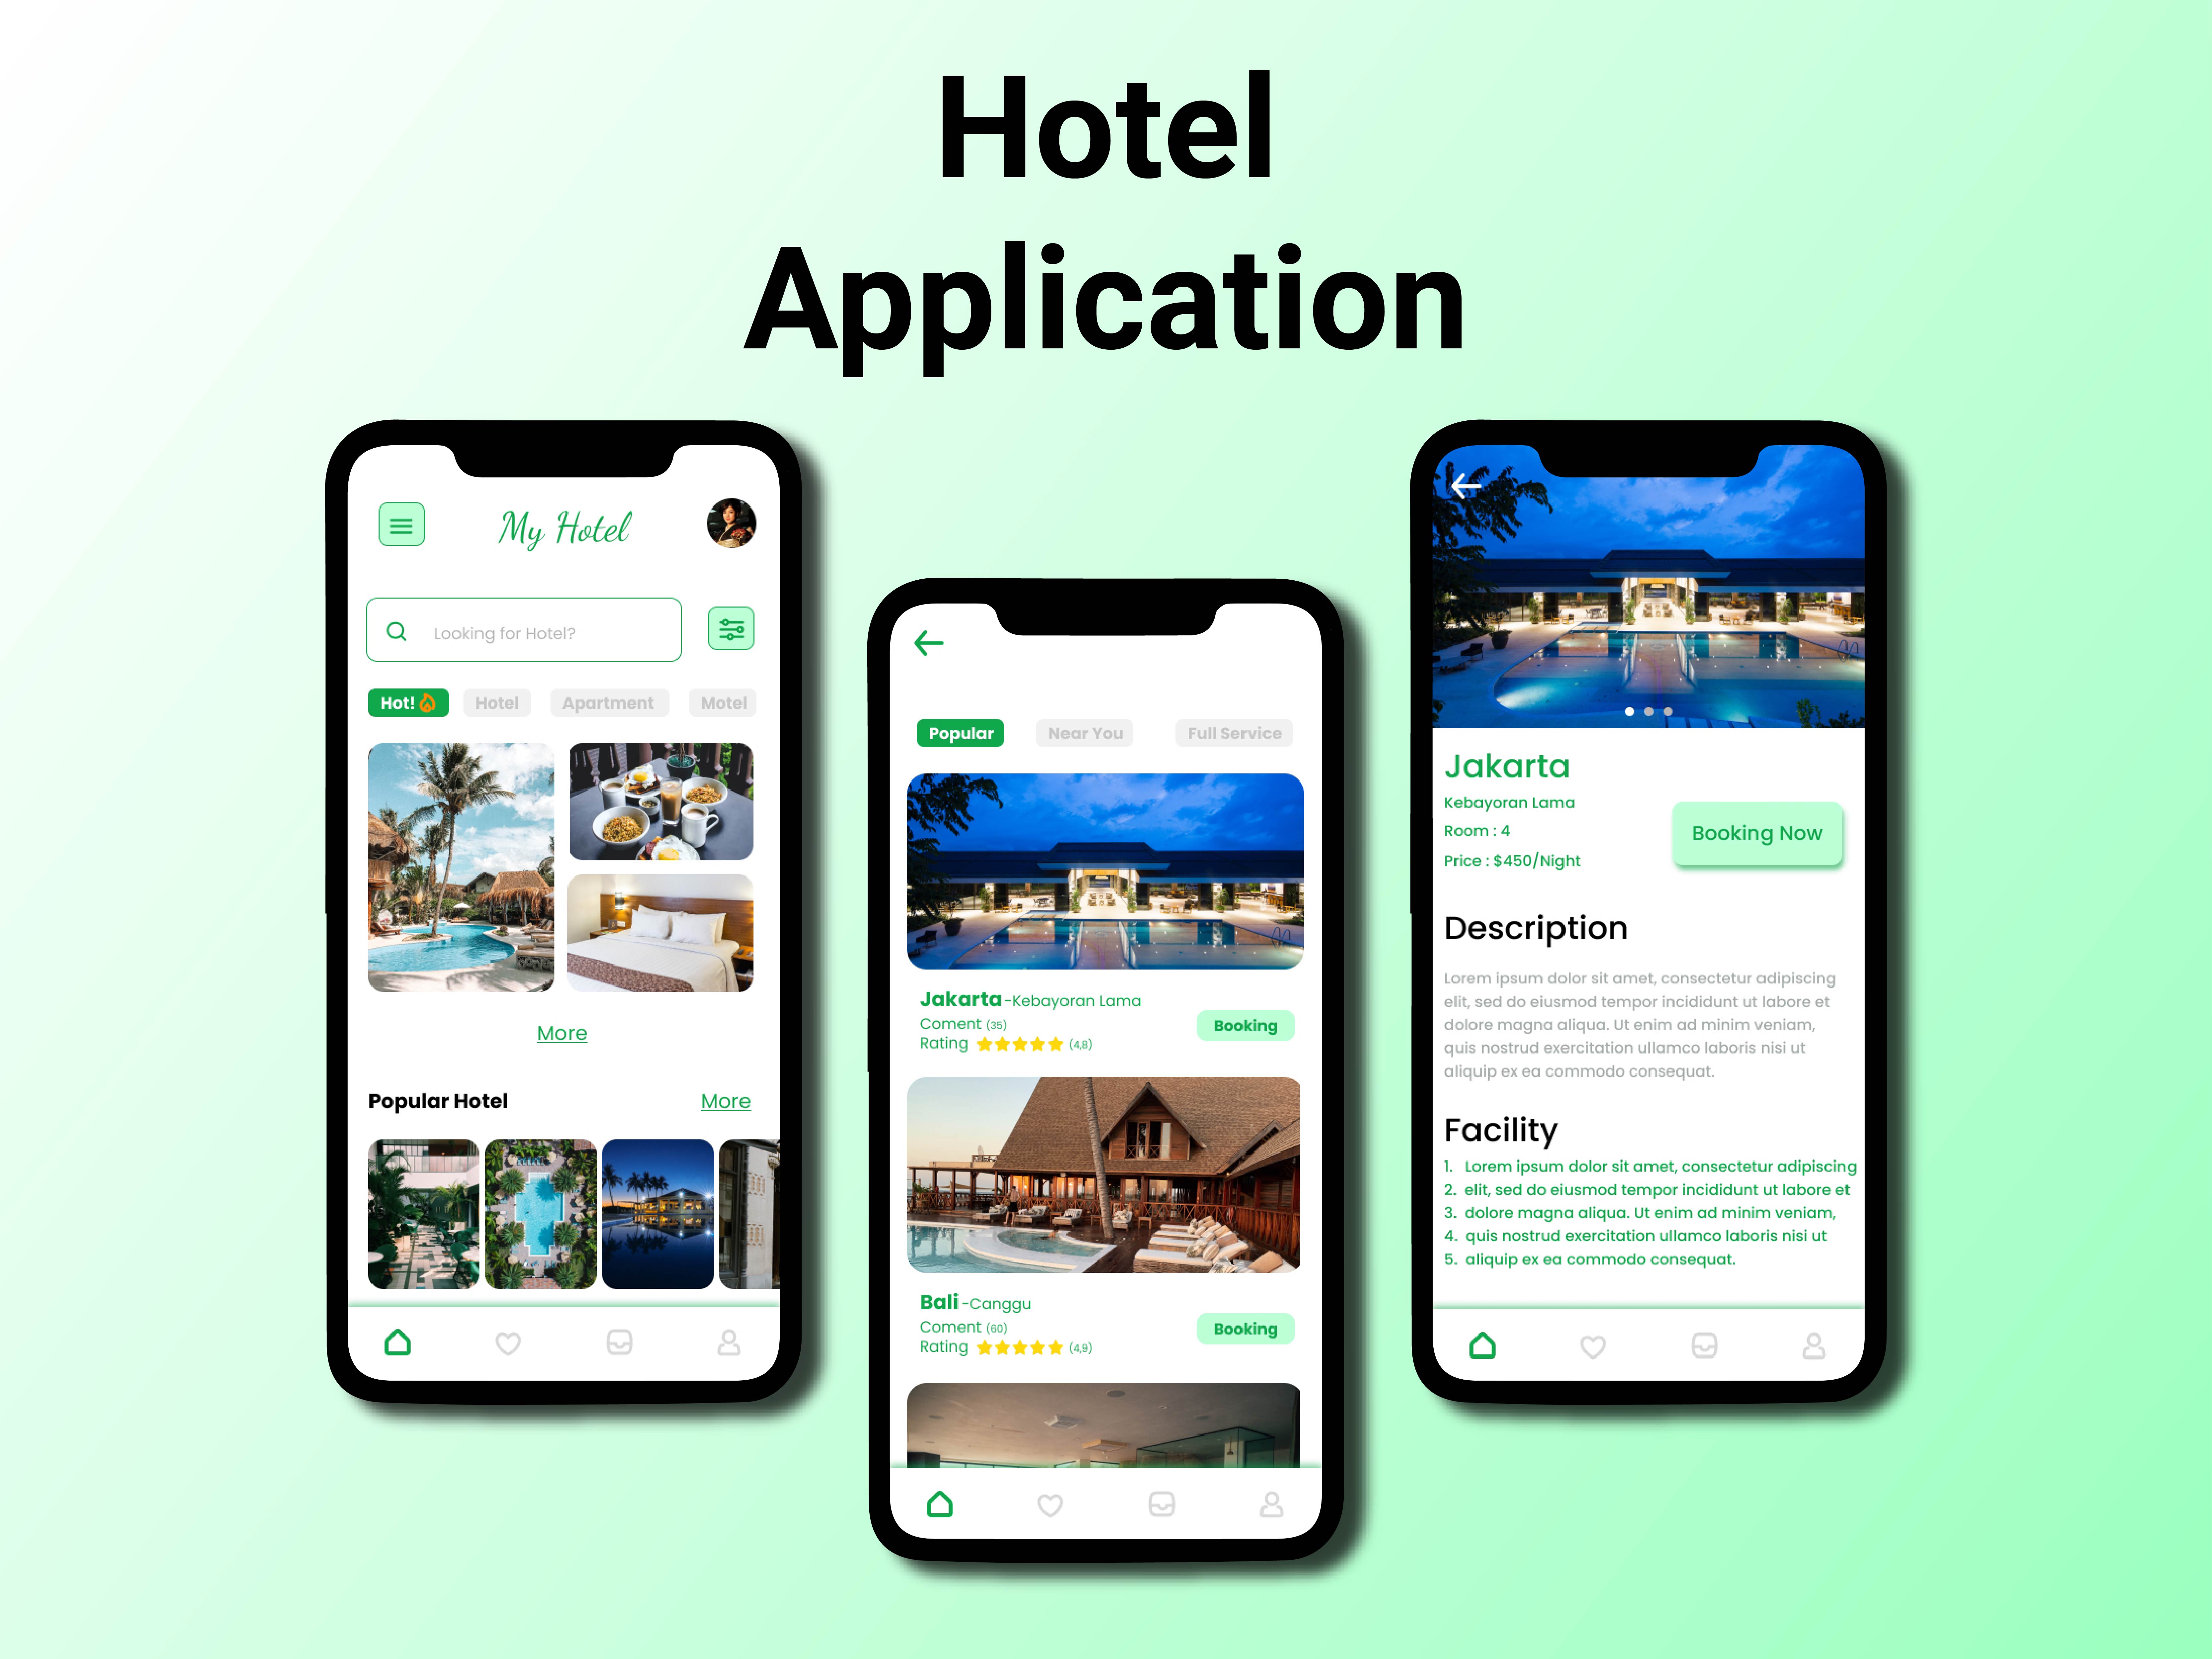 Hotel
Application
My Hotel
Looking for Hotel?
Hot! Hotel Apartment Motel
More
Popular Hotel More
Popular Near You Full Service
Jakarta -Kebayoran Lama
Coment (35)
Rating (4,8)
Booking
Bali -Canggu
Coment (60)
Rating (4,9)
Booking
Jakarta
Kebayoran Lama
Room : 4
Price : $450/Night
Booking Now
Description
Lorem ipsum dolor sit amet, consectetur adipiscing
elit, sed do eiusmod tempor incididunt ut labore et
dolore magna aliqua. Ut enim ad minim veniam,
quis nostrud exercitation ullamco laboris nisi ut
aliquip ex ea commodo consequat.
Facility
1. Lorem ipsum dolor sit amet, consectetur adipiscing
2. elit, sed do eiusmod tempor incididunt ut labore et
3. dolore magna aliqua. Ut enim ad minim veniam,
4. quis nostrud exercitation ullamco laboris nisi ut
5. aliquip ex ea commodo consequat.